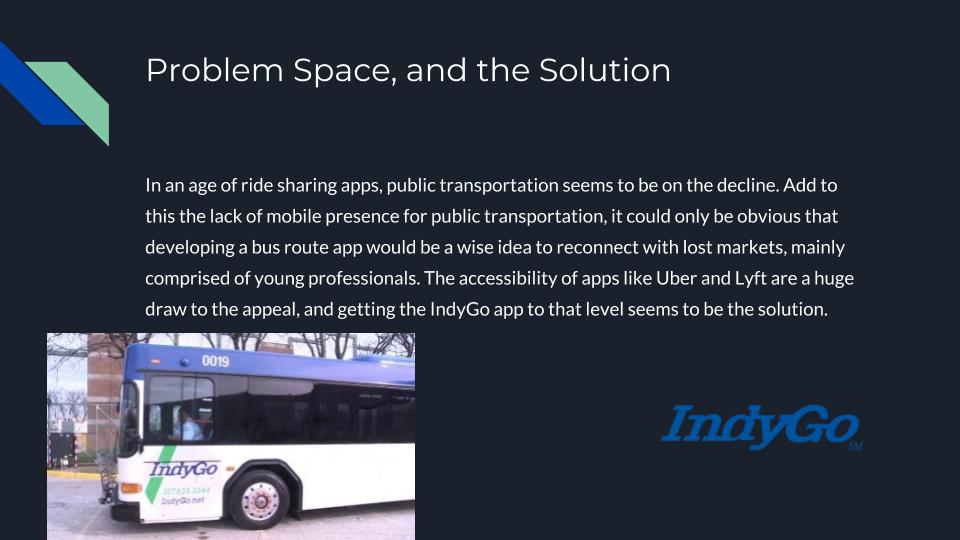 Problem Space, and the Solution
In an age of ride sharing apps, public transportation seems to be on the decline. Add to
this the lack of mobile presence for public transportation, it could only be obvious that
developing a bus route app would be a wise idea to reconnect with lost markets, mainly
comprised of young professionals. The accessibility of apps like Uber and Lyft are a huge
draw to the appeal, and getting the IndyGo app to that level seems to be the solution.
0019
IndyGo
317.635.3344
IndyGo.net
IndyGo SM